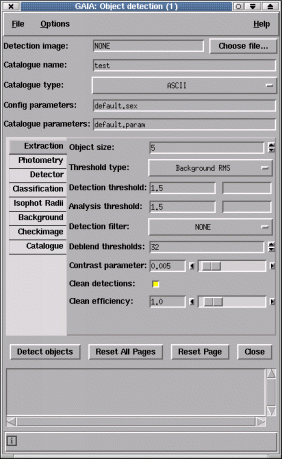 GAIA: Object detection (1)
File Options Help
Detection image: NONE Choose file...
Catalogue name: test
Catalogue type: ASCII
Config parameters: default.sex
Catalogue parameters: default.param
Extraction
Photometry
Detector
Classification
Isophot Radii
Background
Checkimage
Catalogue
Object size: 5
Threshold type: Background RMS
Detection threshold: 1.5
Analysis threshold: 1.5
Detection filter: NONE
Deblend thresholds: 32
Contrast parameter: 0.005
Clean detections:
Clean efficiency: 1.0
Detect objects Reset All Pages Reset Page Close